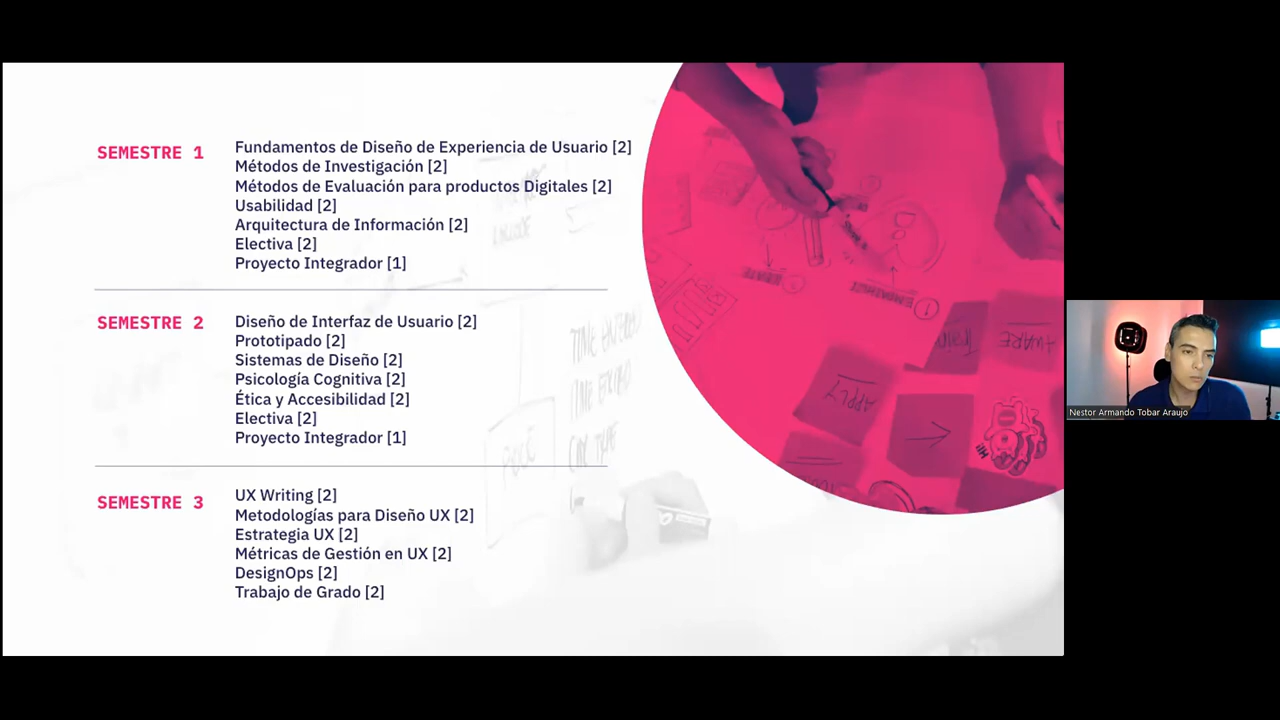 SEMESTRE 1
Fundamentos de Diseño de Experiencia de Usuario [2]
Métodos de Investigación [2]
Métodos de Evaluación para productos Digitales [2]
Usabilidad [2]
Arquitectura de Información [2]
Electiva [2]
Proyecto Integrador [1]
SEMESTRE 2
Diseño de Interfaz de Usuario [2]
Prototipado [2]
Sistemas de Diseño [2]
Psicología Cognitiva [2]
Ética y Accesibilidad [2]
Electiva [2]
Proyecto Integrador [1]
SEMESTRE 3
UX Writing [2]
Metodologías para Diseño UX [2]
Estrategia UX [2]
Métricas de Gestión en UX [2]
DesignOps [2]
Trabajo de Grado [2]
AWARE
APPLY
Hi!
Nestor Armando Tobar Araujo